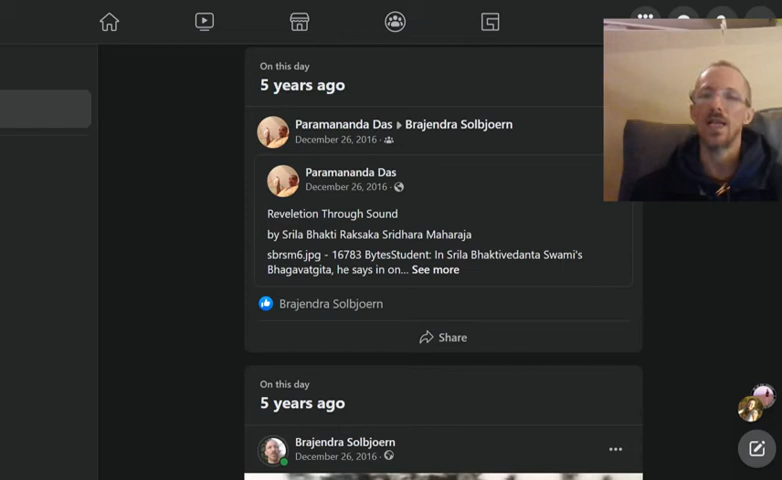 On this day
5 years ago
Paramananda Das ▸ Brajendra Solbjoern
December 26, 2016 ·
Paramananda Das
December 26, 2016 ·
Reveletion Through Sound
by Srila Bhakti Raksaka Sridhara Maharaja
sbrsm6.jpg - 16783 BytesStudent: In Srila Bhaktivedanta Swami's
Bhagavatgita, he says in on... See more
Brajendra Solbjoern
Share
On this day
5 years ago
Brajendra Solbjoern
December 26, 2016 ·